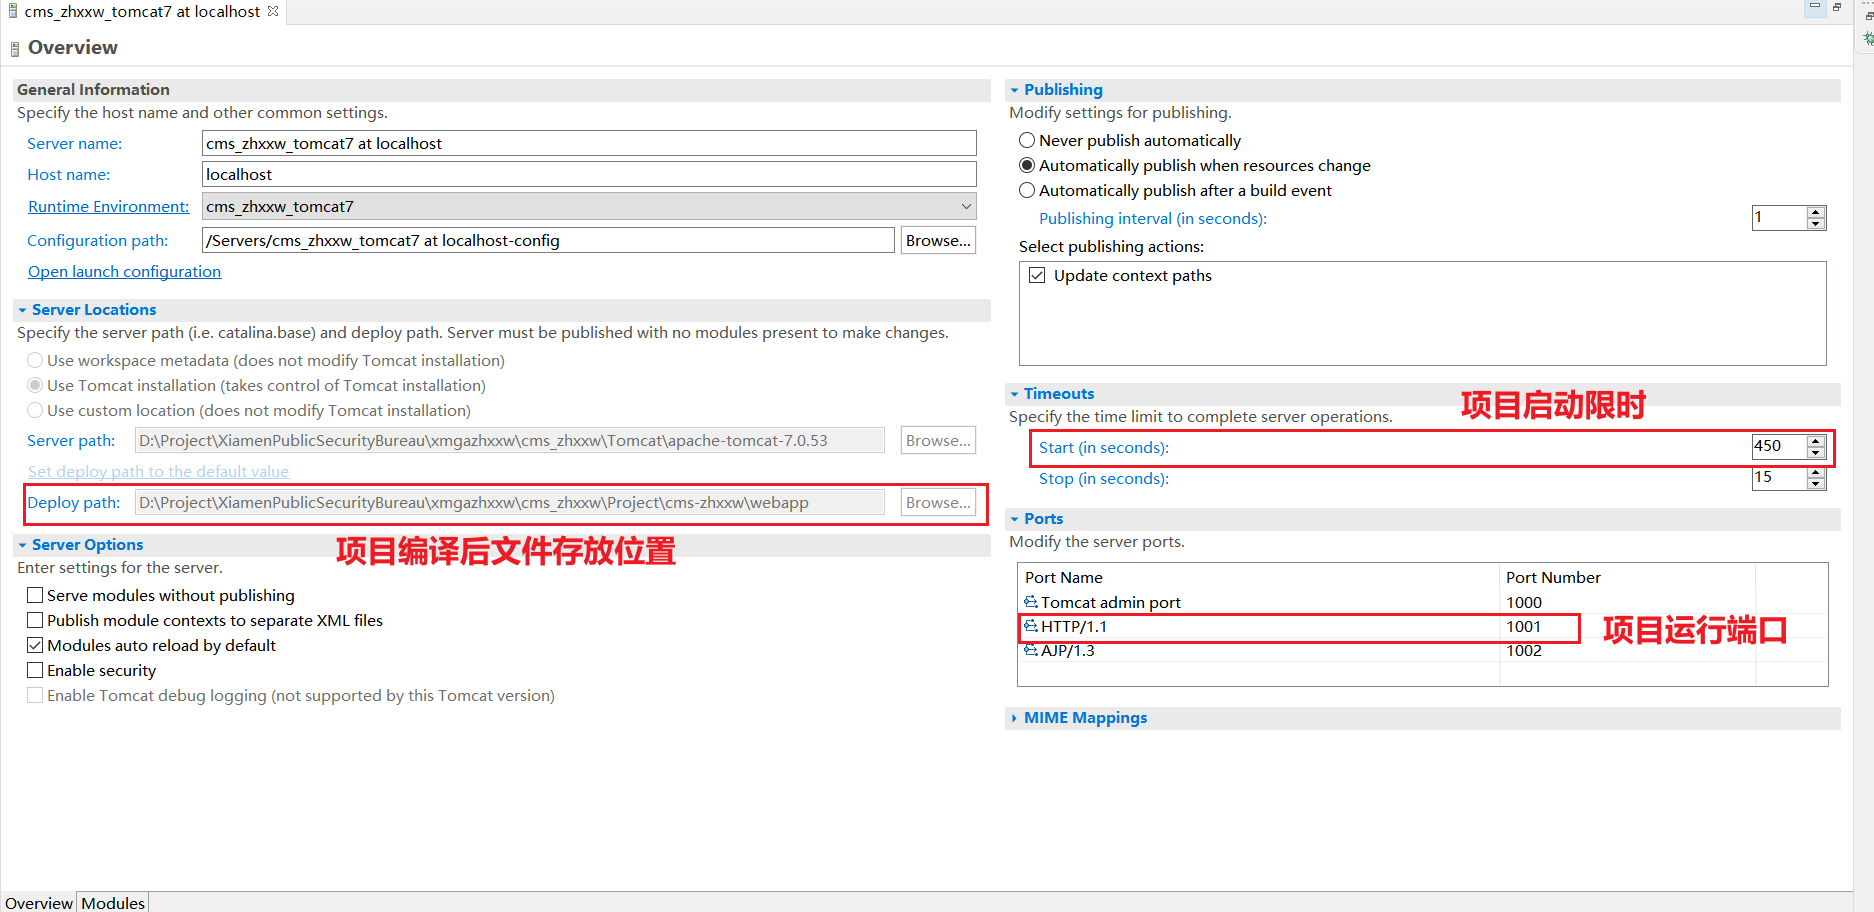 cms_zhxxw_tomcat7 at localhost
Overview
General Information
Specify the host name and other common settings.
Server name: cms_zhxxw_tomcat7 at localhost
Host name: localhost
Runtime Environment: cms_zhxxw_tomcat7
Configuration path: /Servers/cms_zhxxw_tomcat7 at localhost-config Browse...
Open launch configuration
Server Locations
Specify the server path (i.e. catalina.base) and deploy path. Server must be published with no modules present to make changes.
Use workspace metadata (does not modify Tomcat installation)
Use Tomcat installation (takes control of Tomcat installation)
Use custom location (does not modify Tomcat installation)
Server path: D:\Project\XiamenPublicSecurityBureau\xmgazhxxw\cms_zhxxw\Tomcat\apache-tomcat-7.0.53 Browse...
Set deploy path to the default value
Deploy path: D:\Project\XiamenPublicSecurityBureau\xmgazhxxw\cms_zhxxw\Project\cms-zhxxw\webapp Browse...
项目编译后文件存放位置
Server Options
Enter settings for the server.
Serve modules without publishing
Publish module contexts to separate XML files
Modules auto reload by default
Enable security
Enable Tomcat debug logging (not supported by this Tomcat version)
Publishing
Modify settings for publishing.
Never publish automatically
Automatically publish when resources change
Automatically publish after a build event
Publishing interval (in seconds): 1
Select publishing actions:
Update context paths
Timeouts
项目启动限时
Specify the time limit to complete server operations.
Start (in seconds): 450
Stop (in seconds): 15
Ports
Modify the server ports.
Port Name Port Number
Tomcat admin port 1000
HTTP/1.1 1001
项目运行端口
AJP/1.3 1002
MIME Mappings
Overview Modules